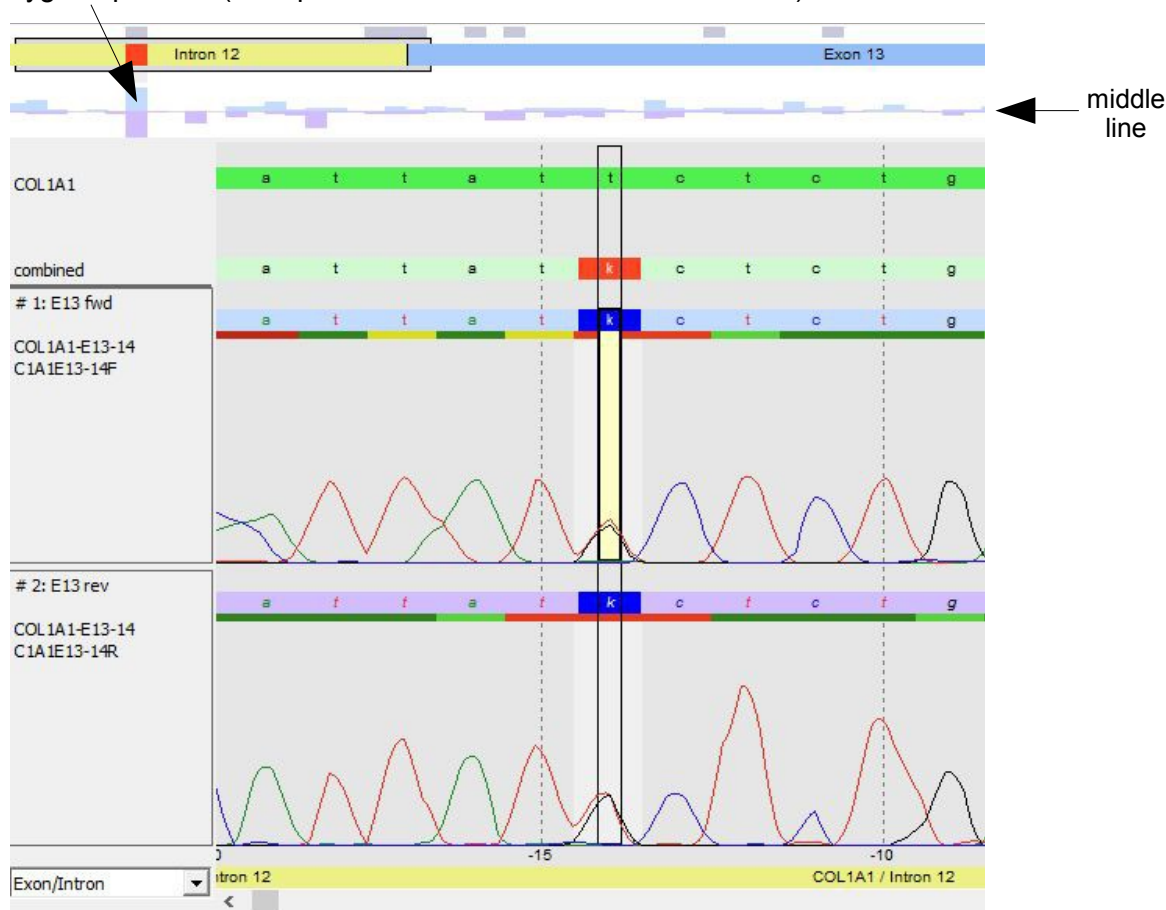 Intron 12 Exon 13
middle
line
COL1A1 a t t a t t c t c t g
combined a t t a t k c t c t g
# 1: E13 fwd
a t t a t k c t c t g
COL1A1-E13-14
C1A1E13-14F
# 2: E13 rev
a t t a t k c t c t g
COL1A1-E13-14
C1A1E13-14R
-15 -10
Exon/Intron
tron 12 COL1A1 / Intron 12